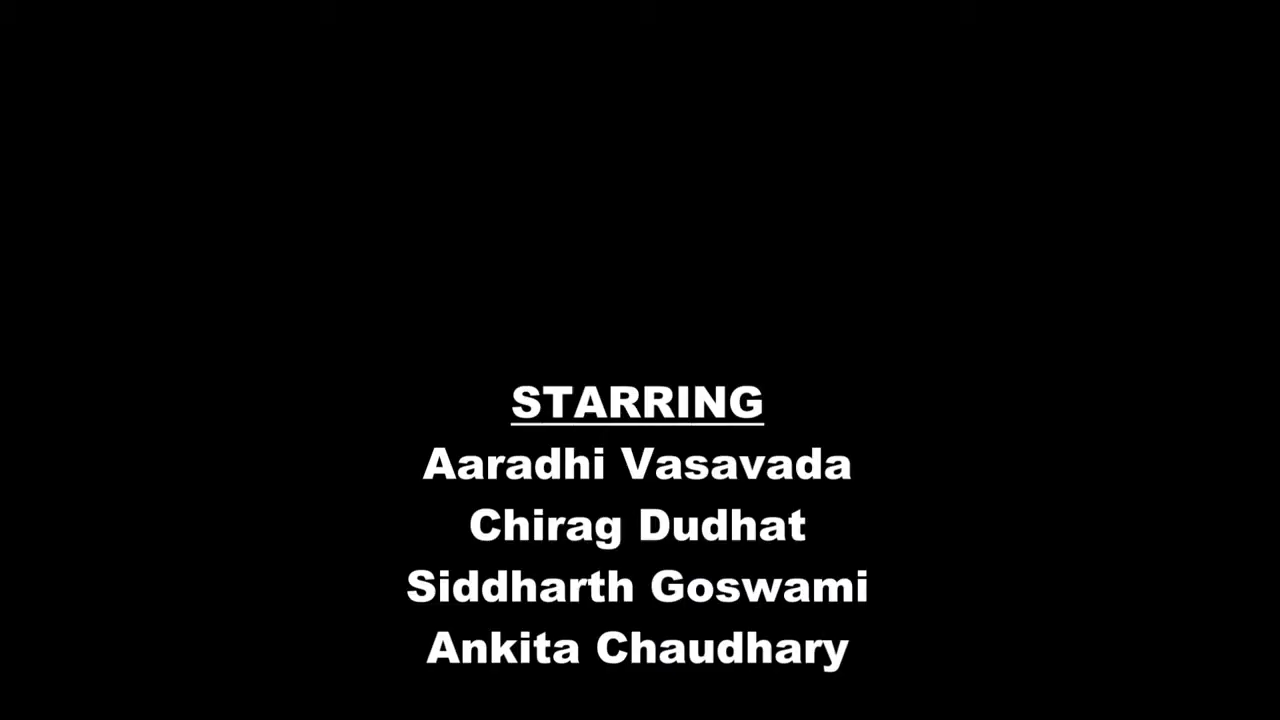 STARRING
Aaradhi Vasavada
Chirag Dudhat
Siddharth Goswami
Ankita Chaudhary